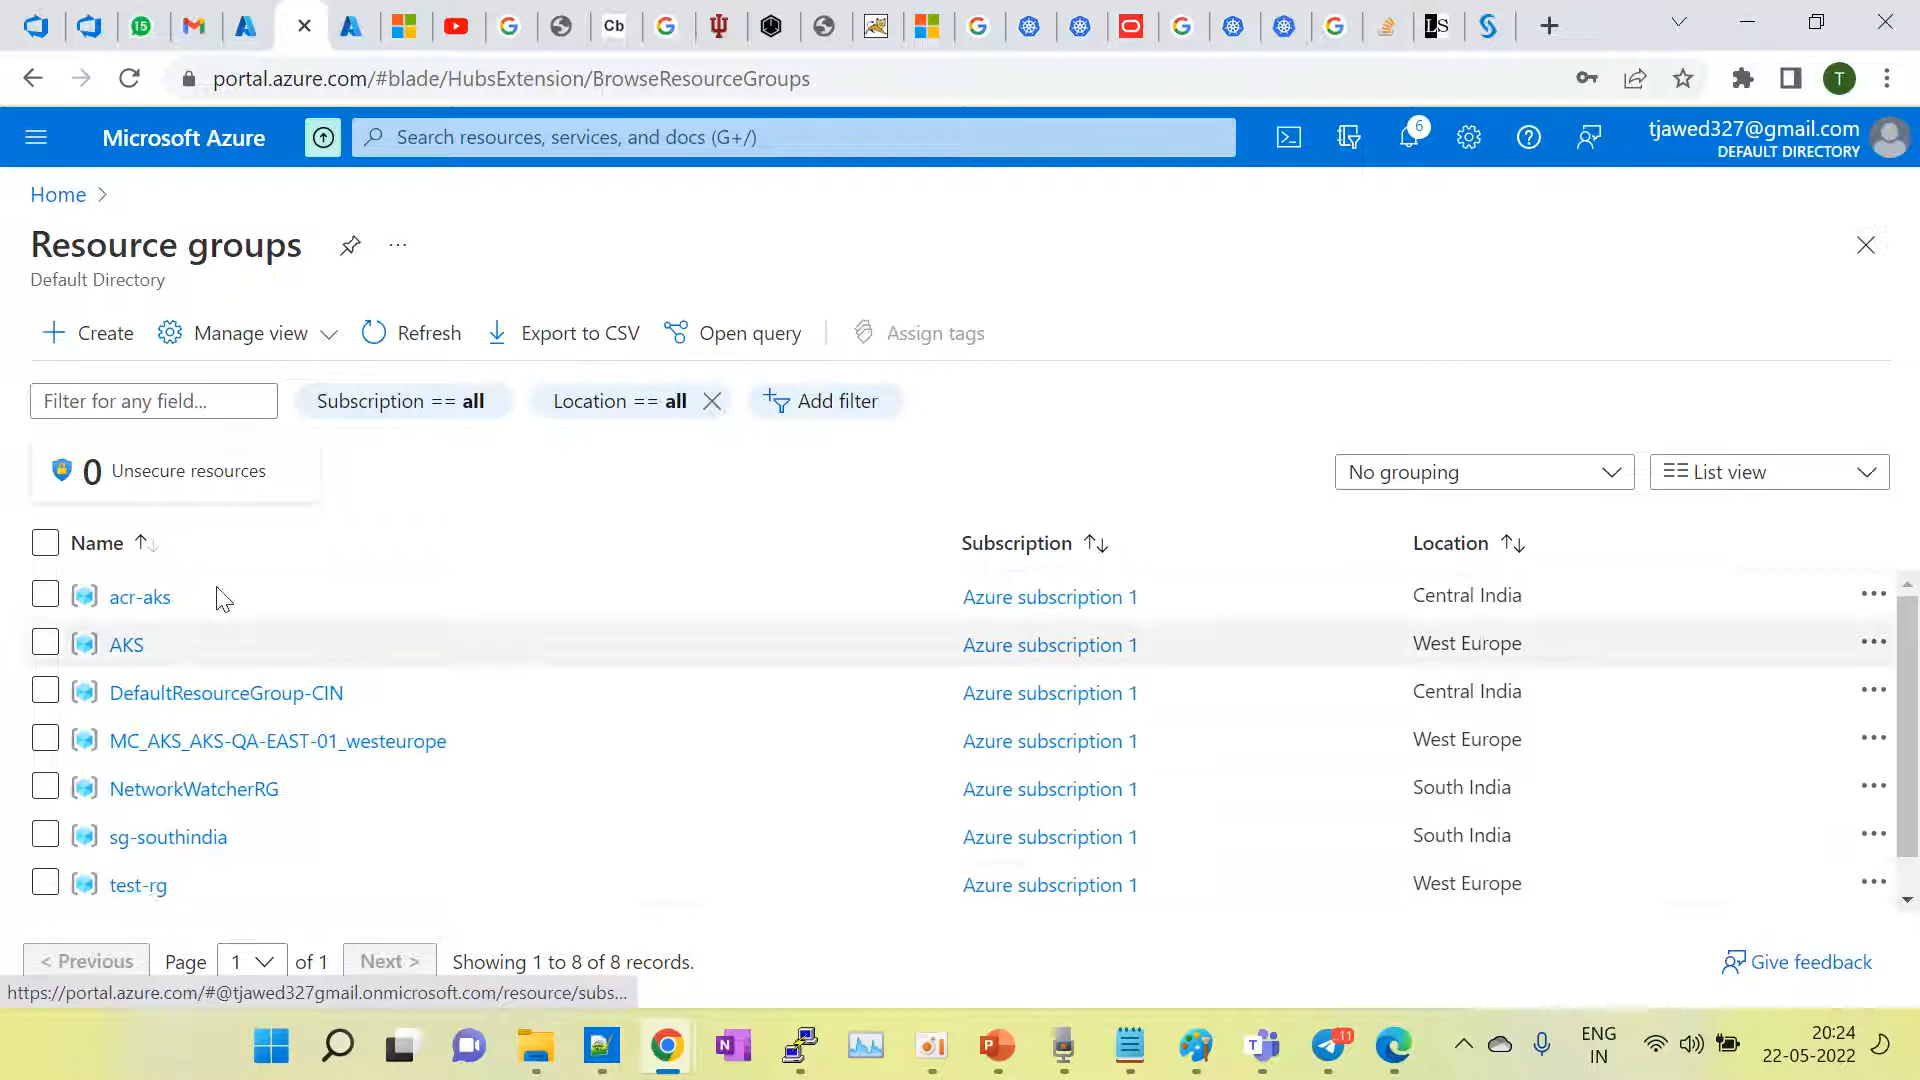 15
Cb
LS
portal.azure.com/#blade/HubsExtension/BrowseResourceGroups
T
Microsoft Azure
Search resources, services, and docs (G+/)
6
tjawed327@gmail.com
DEFAULT DIRECTORY
Home >
Resource groups
Default Directory
Create
Manage view
Refresh
Export to CSV
Open query
Assign tags
Filter for any field...
Subscription == all
Location == all
Add filter
0 Unsecure resources
No grouping
List view
Name
Subscription
Location
acr-aks
Azure subscription 1
Central India
AKS
Azure subscription 1
West Europe
DefaultResourceGroup-CIN
Azure subscription 1
Central India
MC_AKS_AKS-QA-EAST-01_westeurope
Azure subscription 1
West Europe
NetworkWatcherRG
Azure subscription 1
South India
sg-southindia
Azure subscription 1
South India
test-rg
Azure subscription 1
West Europe
< Previous
Page 1 of 1
Next >
Showing 1 to 8 of 8 records.
Give feedback
https://portal.azure.com/#@tjawed327gmail.onmicrosoft.com/resource/subs...
N
P
T
11
ENG
IN
20:24
22-05-2022